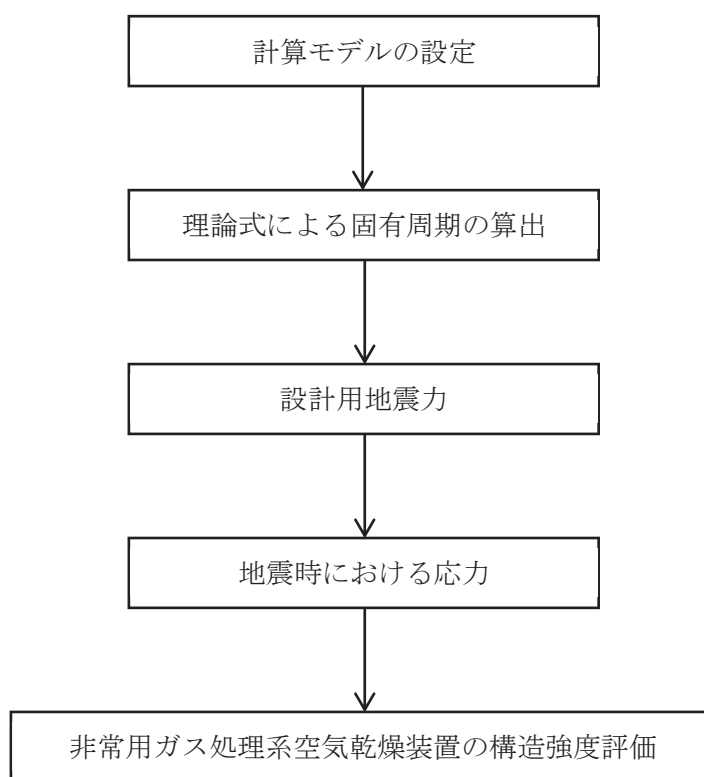 計算モデルの設定
理論式による固有周期の算出
設計用地震力
地震時における応力
非常用ガス処理系空気乾燥装置の構造強度評価